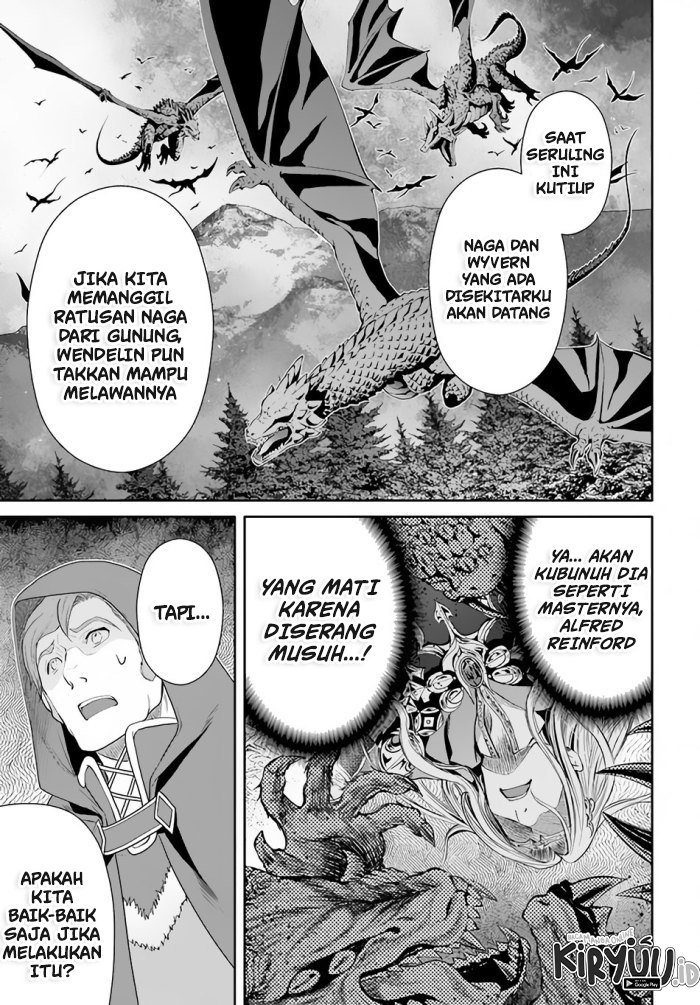 SAAT
SERULING
INI
KUTIUP
NAGA DAN
WYVERN
YANG ADA
DISEKITARKU
AKAN DATANG
JIKA KITA
MEMANGGIL
RATUSAN NAGA
DARI GUNUNG,
WENDELIN PUN
TAKKAN MAMPU
MELAWANNYA
YA... AKAN
KUBUNUH DIA
SEPERTI
MASTERNYA,
ALFRED
REINFORD
YANG MATI
KARENA
DISERANG
MUSUH...!
TAPI...
APAKAH
KITA
BAIK-BAIK
SAJA JIKA
MELAKUKAN
ITU?
KIRYUU.ID
Google Play